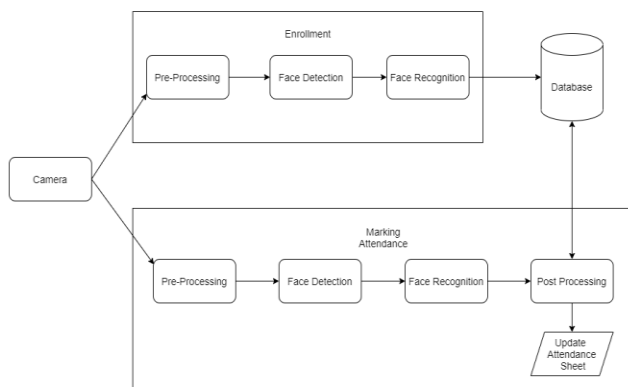 Enrollment
Pre-Processing
Face Detection
Face Recognition
Database
Camera
Marking
Attendance
Pre-Processing
Face Detection
Face Recognition
Post Processing
Update
Attendance
Sheet